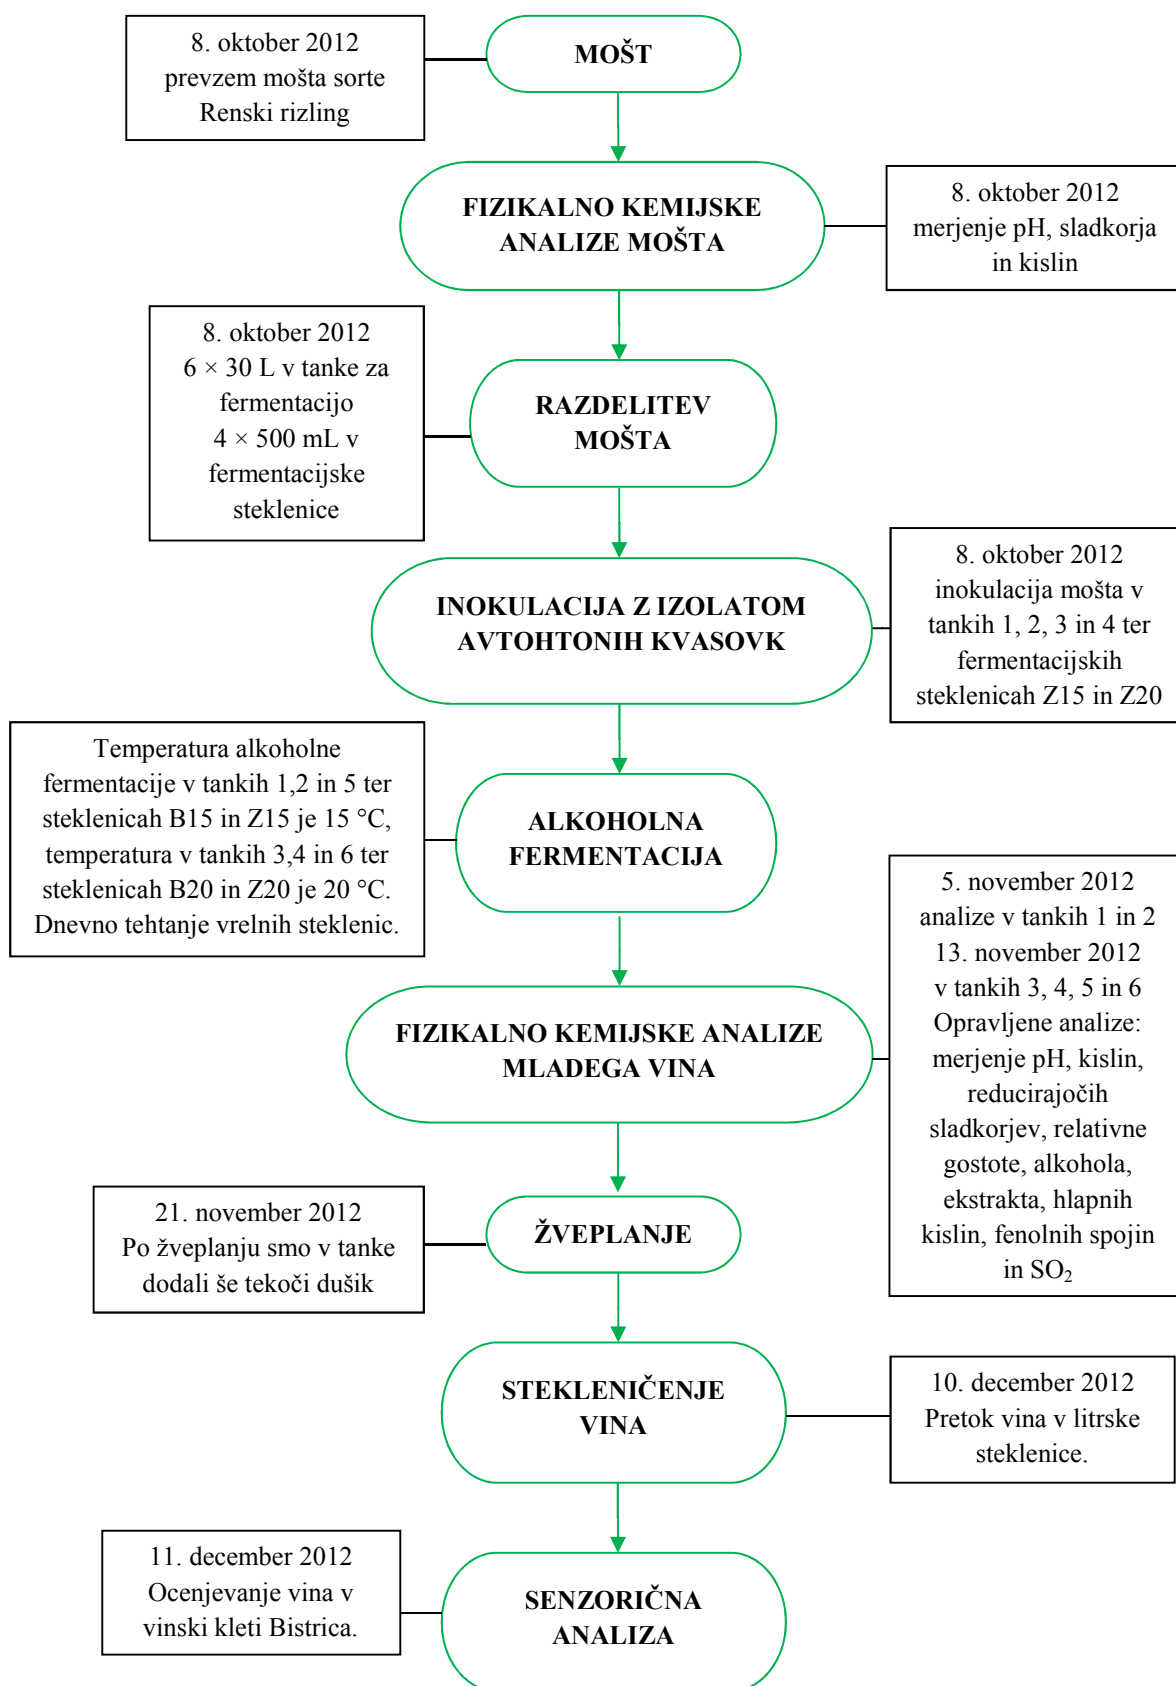 8. oktober 2012
prevzem mošta sorte
Renski rizling
MOŠT
FIZIKALNO KEMIJSKE
ANALIZE MOŠTA
8. oktober 2012
merjenje pH, sladkorja
in kislin
8. oktober 2012
6 × 30 L v tanke za
fermentacijo
4 × 500 mL v
fermentacijske
steklenice
RAZDELITEV
MOŠTA
INOKULACIJA Z IZOLATOM
AVTOHTONIH KVASOVK
8. oktober 2012
inokulacija mošta v
tankih 1, 2, 3 in 4 ter
fermentacijskih
steklenicah Z15 in Z20
Temperatura alkoholne
fermentacije v tankih 1,2 in 5 ter
steklenicah B15 in Z15 je 15 °C,
temperatura v tankih 3,4 in 6 ter
steklenicah B20 in Z20 je 20 °C.
Dnevno tehtanje vrelnih steklenic.
ALKOHOLNA
FERMENTACIJA
5. november 2012
analize v tankih 1 in 2
13. november 2012
v tankih 3, 4, 5 in 6
Opravljene analize:
merjenje pH, kislin,
reducirajočih
sladkorjev, relativne
gostote, alkohola,
ekstrakta, hlapnih
kislin, fenolnih spojin
in SO₂
FIZIKALNO KEMIJSKE ANALIZE
MLADEGA VINA
21. november 2012
Po žveplanju smo v tanke
dodali še tekoči dušik
ŽVEPLANJE
STEKLENIČENJE
VINA
10. december 2012
Pretok vina v litrske
steklenice.
11. december 2012
Ocenjevanje vina v
vinski kleti Bistrica.
SENZORIČNA
ANALIZA